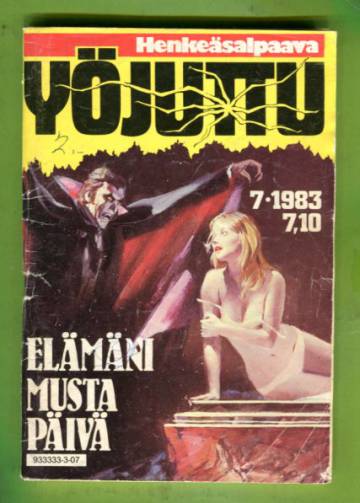 Henkeäsalpaava
YÖJUTTU
2.-
7·1983
7,10
ELÄMÄNI
MUSTA
PÄIVÄ
933333-3-07